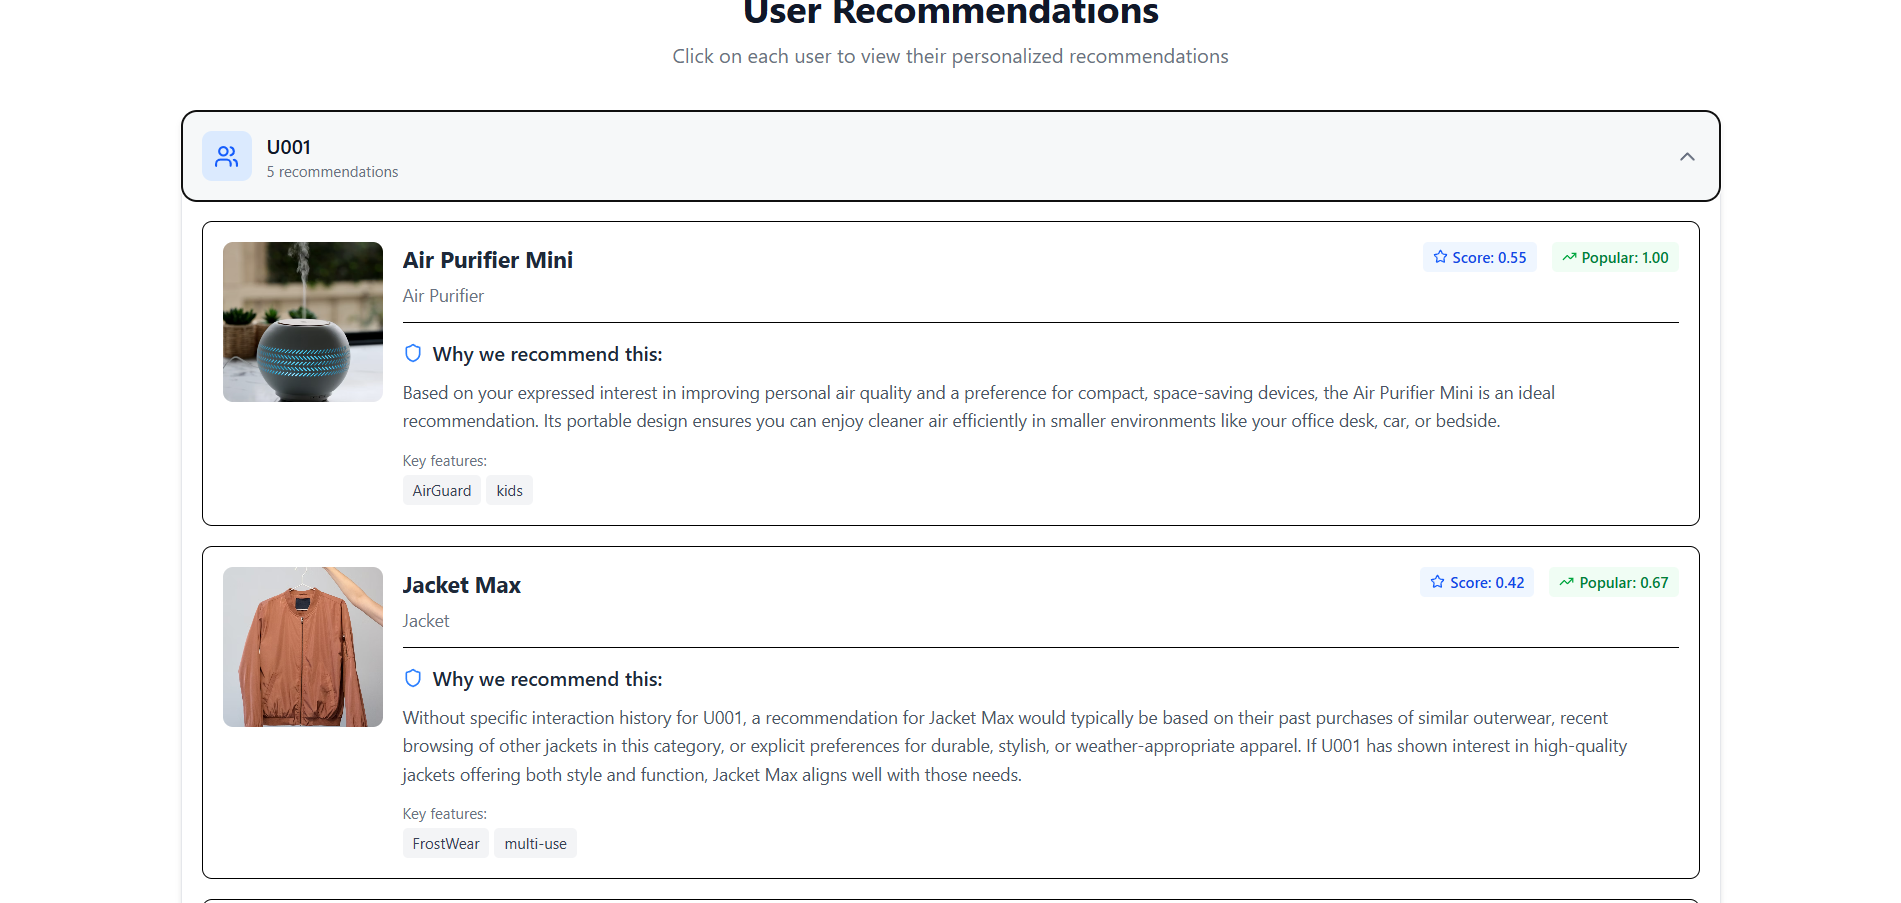 User Recommendations
Click on each user to view their personalized recommendations
U001
5 recommendations
Air Purifier Mini
Score: 0.55
Popular: 1.00
Air Purifier
Why we recommend this:
Based on your expressed interest in improving personal air quality and a preference for compact, space-saving devices, the Air Purifier Mini is an ideal
recommendation. Its portable design ensures you can enjoy cleaner air efficiently in smaller environments like your office desk, car, or bedside.
Key features:
AirGuard kids
Jacket Max
Score: 0.42
Popular: 0.67
Jacket
Why we recommend this:
Without specific interaction history for U001, a recommendation for Jacket Max would typically be based on their past purchases of similar outerwear, recent
browsing of other jackets in this category, or explicit preferences for durable, stylish, or weather-appropriate apparel. If U001 has shown interest in high-quality
jackets offering both style and function, Jacket Max aligns well with those needs.
Key features:
FrostWear multi-use